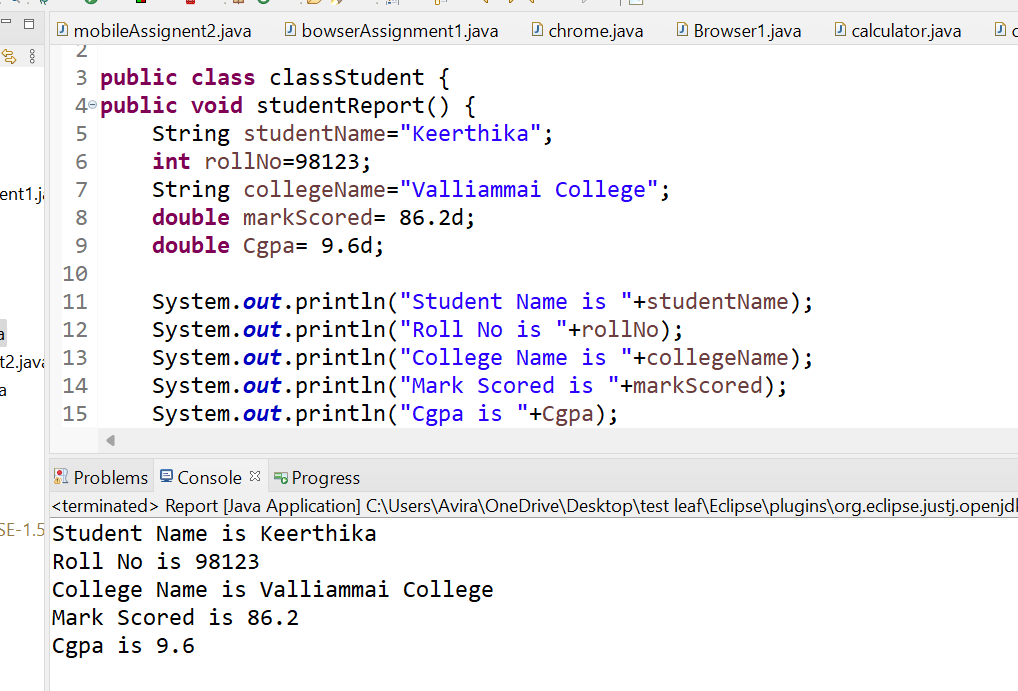 mobileAssignent2.java bowserAssignment1.java chrome.java Browser1.java calculator.java
2
3 public class classStudent {
4 public void studentReport() {
5 String studentName="Keerthika";
6 int rollNo=98123;
7 String collegeName="Valliammai College";
8 double markScored= 86.2d;
9 double Cgpa= 9.6d;
10
11 System.out.println("Student Name is "+studentName);
12 System.out.println("Roll No is "+rollNo);
13 System.out.println("College Name is "+collegeName);
14 System.out.println("Mark Scored is "+markScored);
15 System.out.println("Cgpa is "+Cgpa);
ent1.ja
a
t2.java
a
SE-1.5
Problems Console Progress
<terminated> Report [Java Application] C:\Users\Avira\OneDrive\Desktop\test leaf\Eclipse\plugins\org.eclipse.justj.openjdk
Student Name is Keerthika
Roll No is 98123
College Name is Valliammai College
Mark Scored is 86.2
Cgpa is 9.6